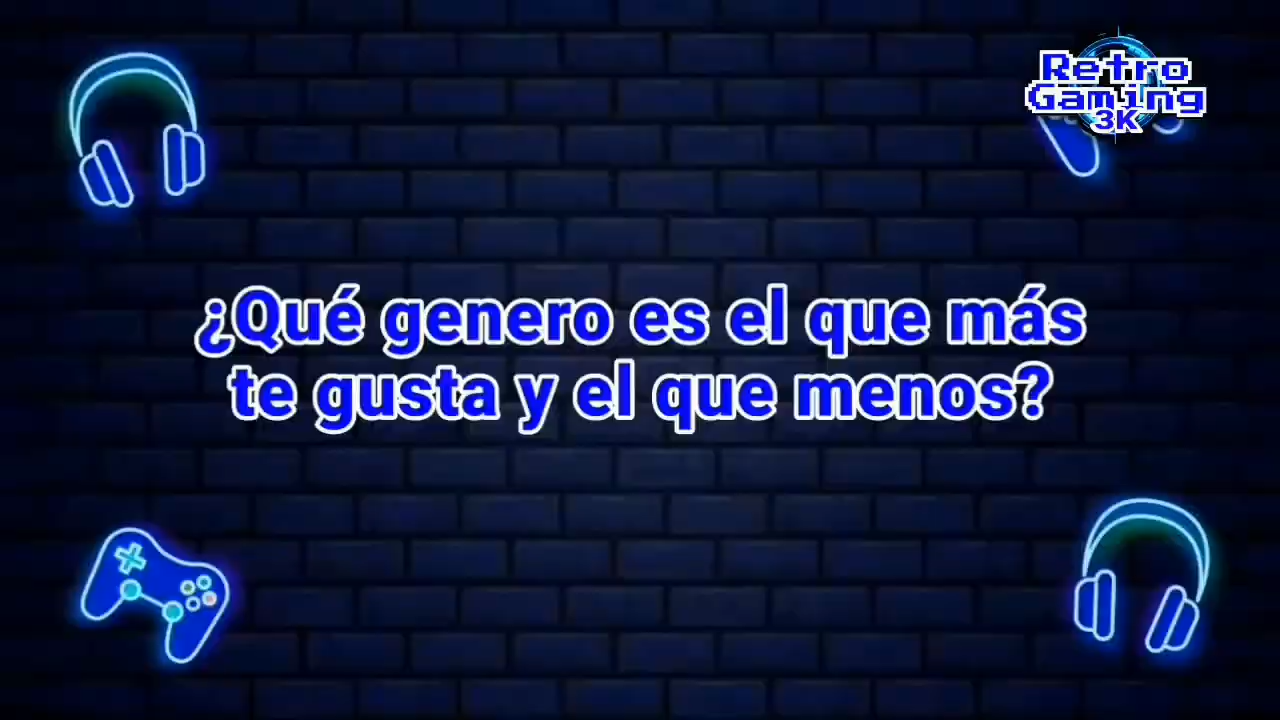 Retro
Gaming
3K
¿Qué genero es el que más
te gusta y el que menos?